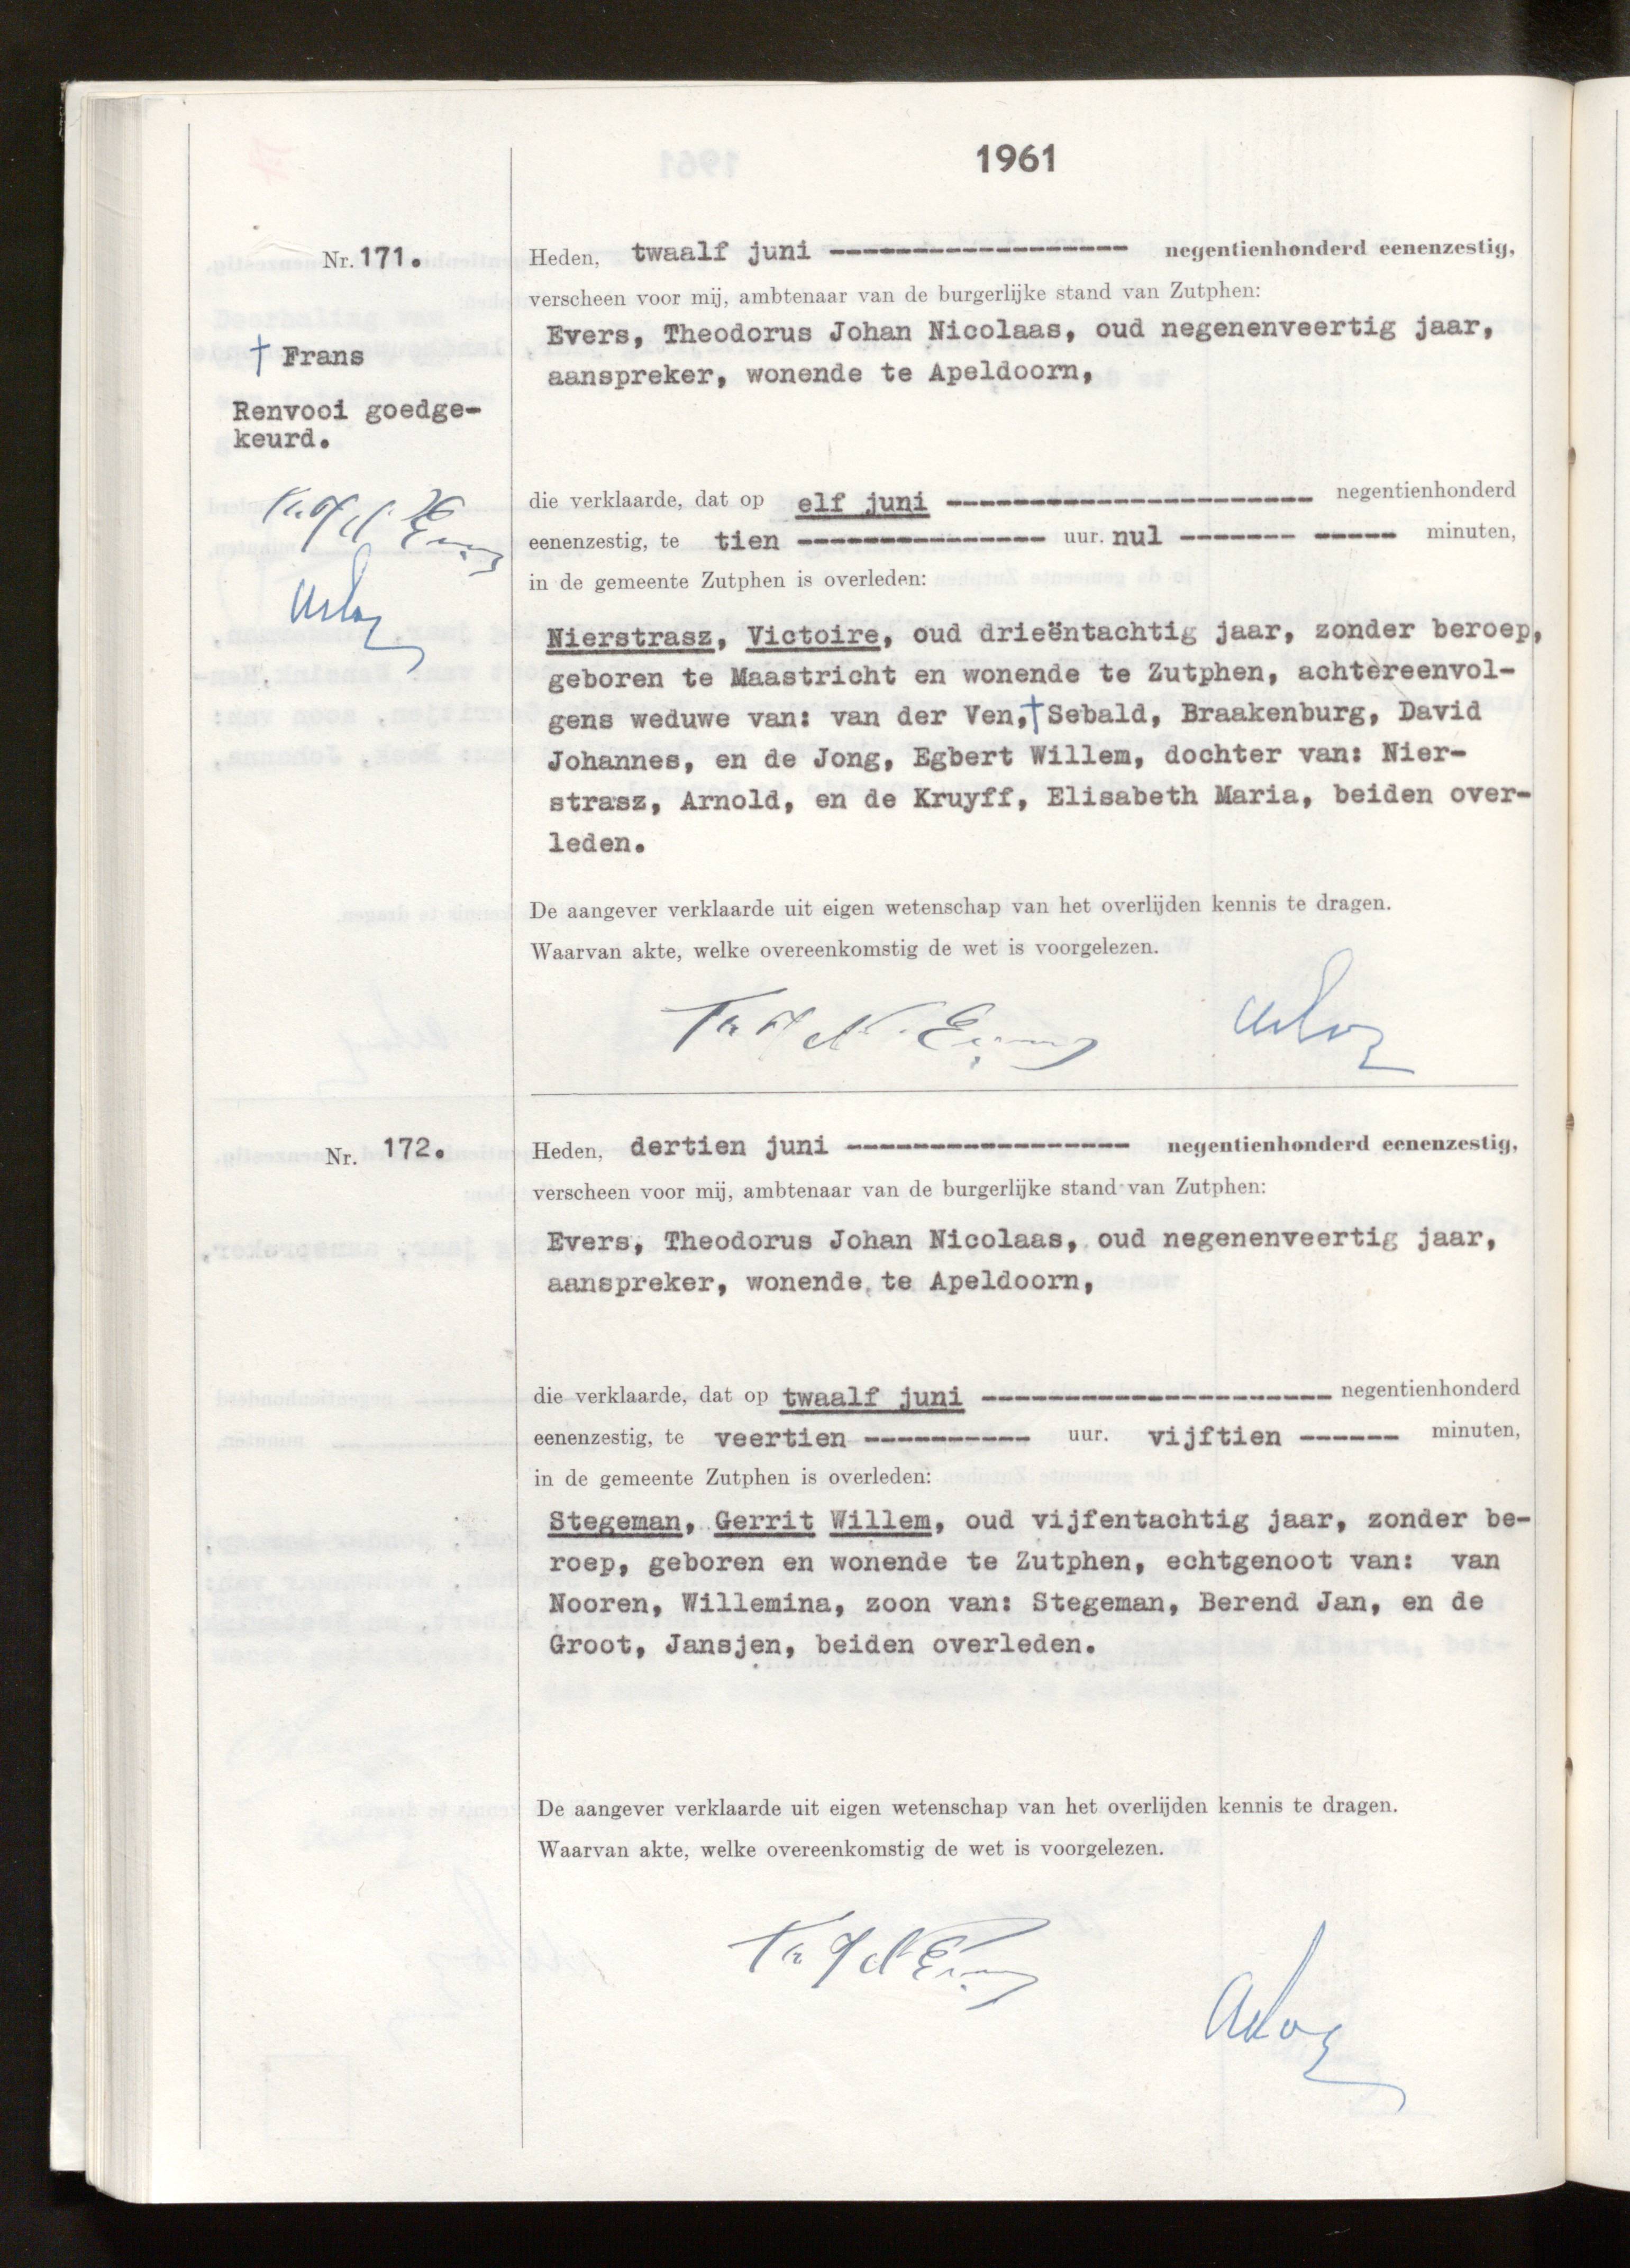 1961
Nr. 171.
† Frans
Renvooi goedge-
keurd.
Heden, twaalf juni ------------------ negentienhonderd eenenzestig,
verscheen voor mij, ambtenaar van de burgerlijke stand van Zutphen:
Evers, Theodorus Johan Nicolaas, oud negenenveertig jaar,
aanspreker, wonende te Apeldoorn,
die verklaarde, dat op elf juni ---------------------- negentienhonderd
eenenzestig, te tien --------------- uur. nul ------- ----- minuten,
in de gemeente Zutphen is overleden:
Nierstrasz, Victoire, oud drieëntachtig jaar, zonder beroep,
geboren te Maastricht en wonende te Zutphen, achtereenvol-
gens weduwe van: van der Ven,† Sebald, Braakenburg, David
Johannes, en de Jong, Egbert Willem, dochter van: Nier-
strasz, Arnold, en de Kruyff, Elisabeth Maria, beiden over-
leden.
De aangever verklaarde uit eigen wetenschap van het overlijden kennis te dragen.
Waarvan akte, welke overeenkomstig de wet is voorgelezen.
Nr. 172.
Heden, dertien juni ----------------- negentienhonderd eenenzestig,
verscheen voor mij, ambtenaar van de burgerlijke stand van Zutphen:
Evers, Theodorus Johan Nicolaas, oud negenenveertig jaar,
aanspreker, wonende te Apeldoorn,
die verklaarde, dat op twaalf juni --------------------- negentienhonderd
eenenzestig, te veertien ---------- uur. vijftien ------ minuten,
in de gemeente Zutphen is overleden:
Stegeman, Gerrit Willem, oud vijfentachtig jaar, zonder be-
roep, geboren en wonende te Zutphen, echtgenoot van: van
Nooren, Willemina, zoon van: Stegeman, Berend Jan, en de
Groot, Jansjen, beiden overleden.
De aangever verklaarde uit eigen wetenschap van het overlijden kennis te dragen.
Waarvan akte, welke overeenkomstig de wet is voorgelezen.